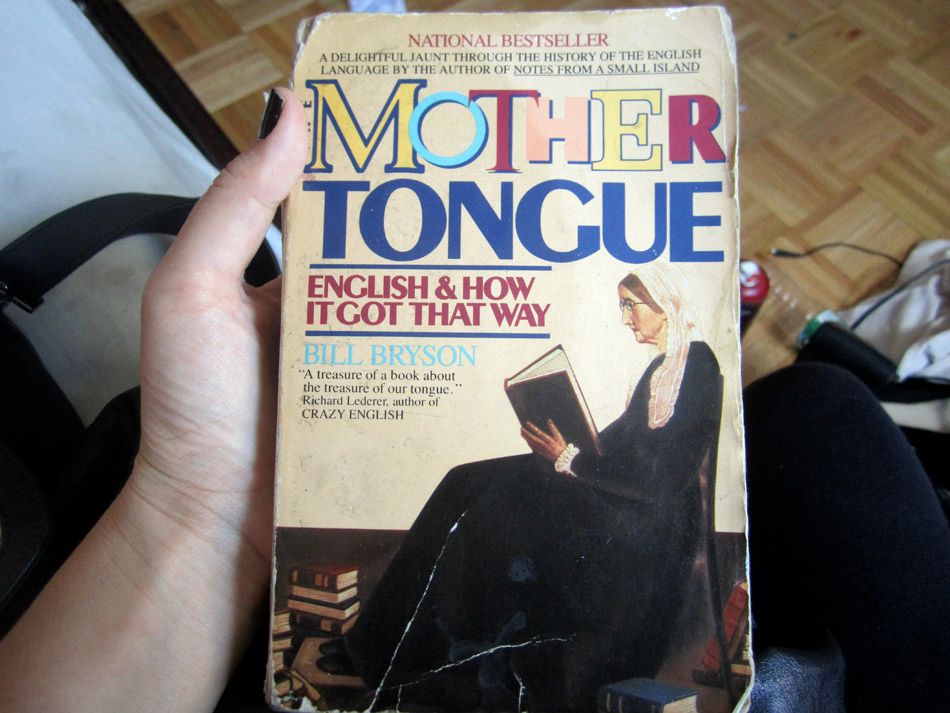 NATIONAL BESTSELLER
A DELIGHTFUL JAUNT THROUGH THE HISTORY OF THE ENGLISH
LANGUAGE BY THE AUTHOR OF NOTES FROM A SMALL ISLAND
THE MOTHER
TONGUE
ENGLISH & HOW
IT GOT THAT WAY
BILL BRYSON
"A treasure of a book about
the treasure of our tongue."
Richard Lederer, author of
CRAZY ENGLISH